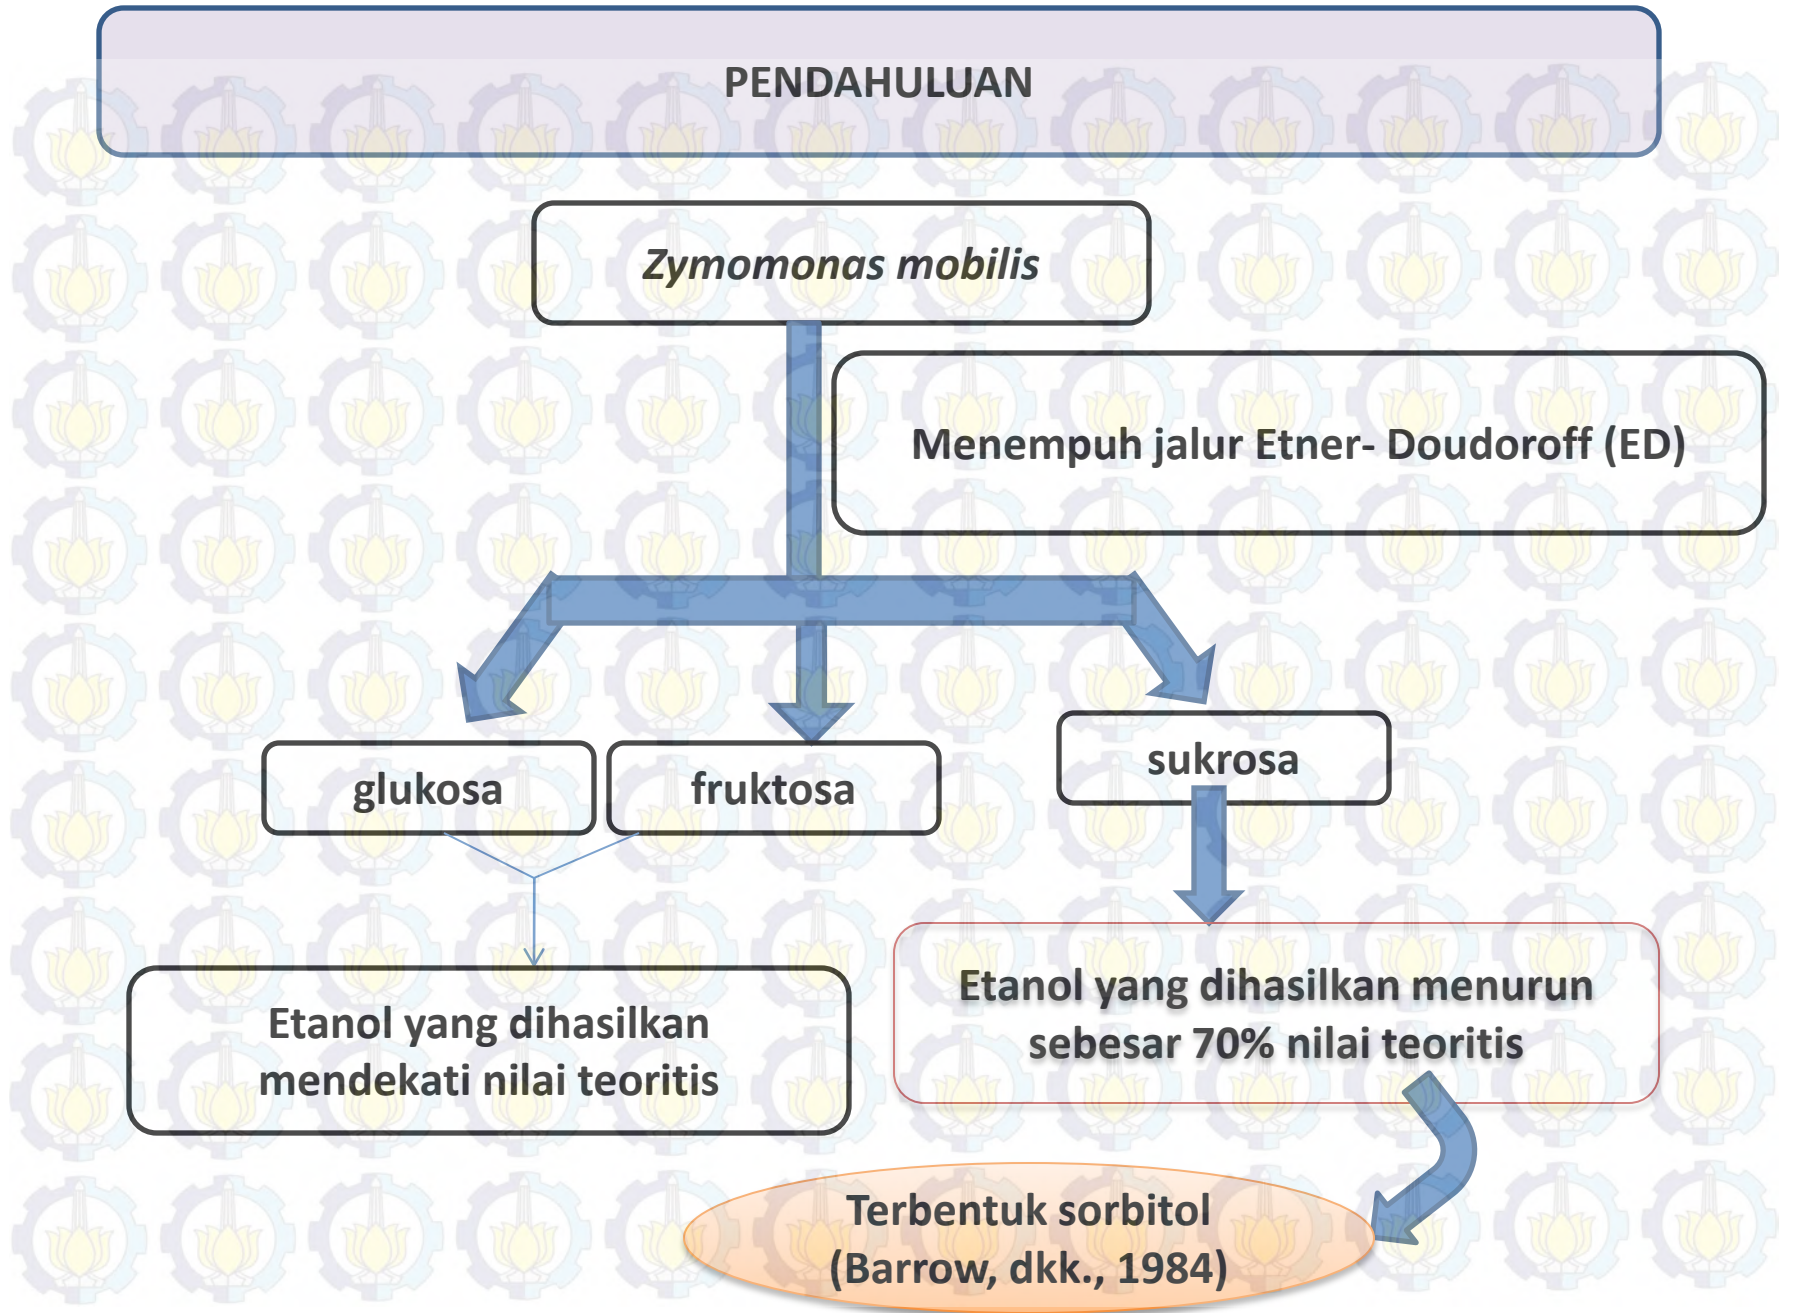 PENDAHULUAN
Zymomonas mobilis
Menempuh jalur Etner- Doudoroff (ED)
glukosa
fruktosa
sukrosa
Etanol yang dihasilkan
mendekati nilai teoritis
Etanol yang dihasilkan menurun
sebesar 70% nilai teoritis
Terbentuk sorbitol
(Barrow, dkk., 1984)